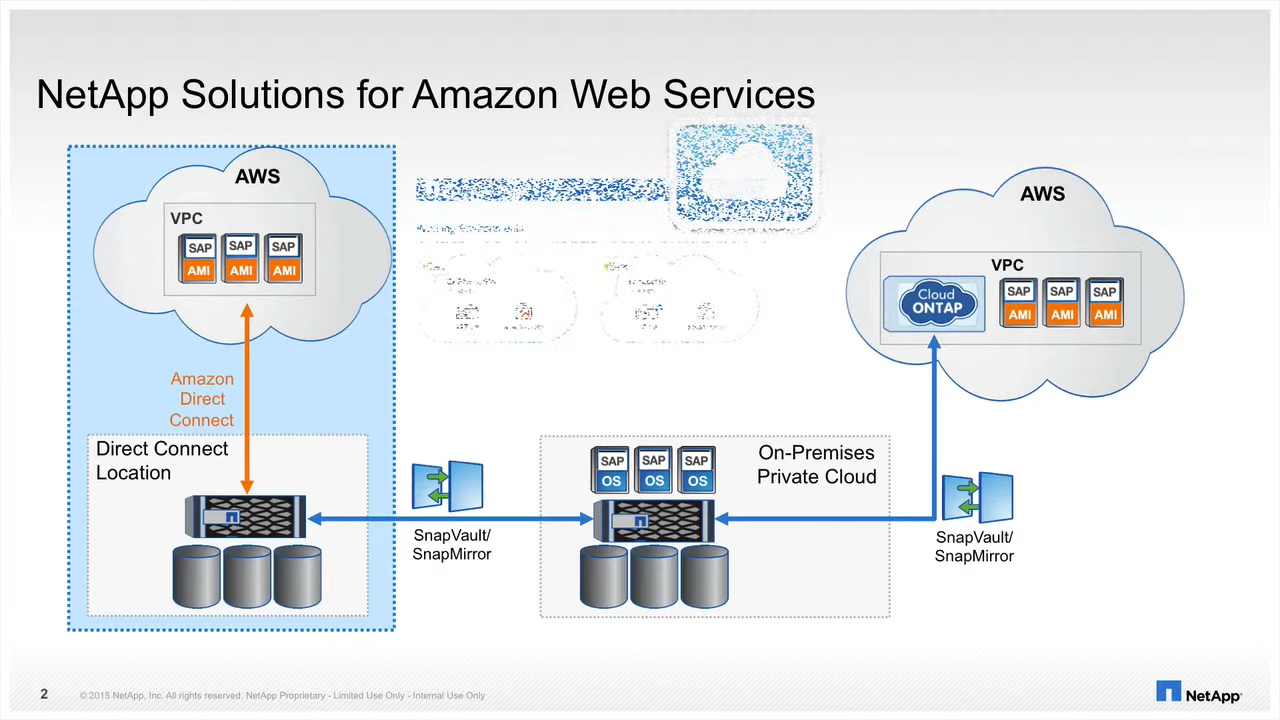 NetApp Solutions for Amazon Web Services
AWS
VPC
SAP SAP SAP
AMI AMI AMI
Amazon
Direct
Connect
Direct Connect
Location
SnapVault/
SnapMirror
SAP SAP SAP
OS OS OS
On-Premises
Private Cloud
AWS
VPC
Cloud
ONTAP
SAP SAP SAP
AMI AMI AMI
SnapVault/
SnapMirror
2
© 2015 NetApp, Inc. All rights reserved. NetApp Proprietary - Limited Use Only - Internal Use Only
NetApp